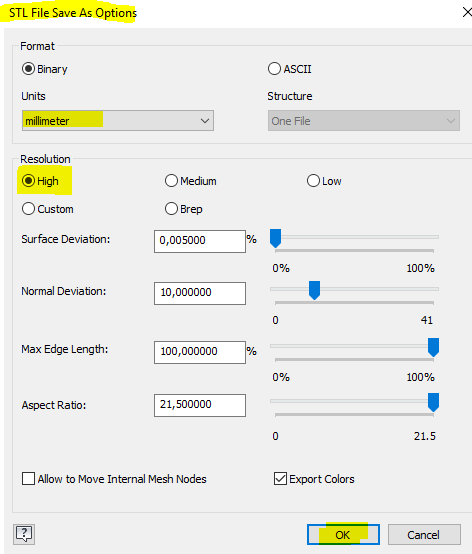 STL File Save As Options
Format
Binary ASCII
Units Structure
millimeter One File
Resolution
High Medium Low
Custom Brep
Surface Deviation: 0,005000 %
0% 100%
Normal Deviation: 10,000000
0 41
Max Edge Length: 100,000000 %
0% 100%
Aspect Ratio: 21,500000
0 21.5
Allow to Move Internal Mesh Nodes Export Colors
? OK Cancel